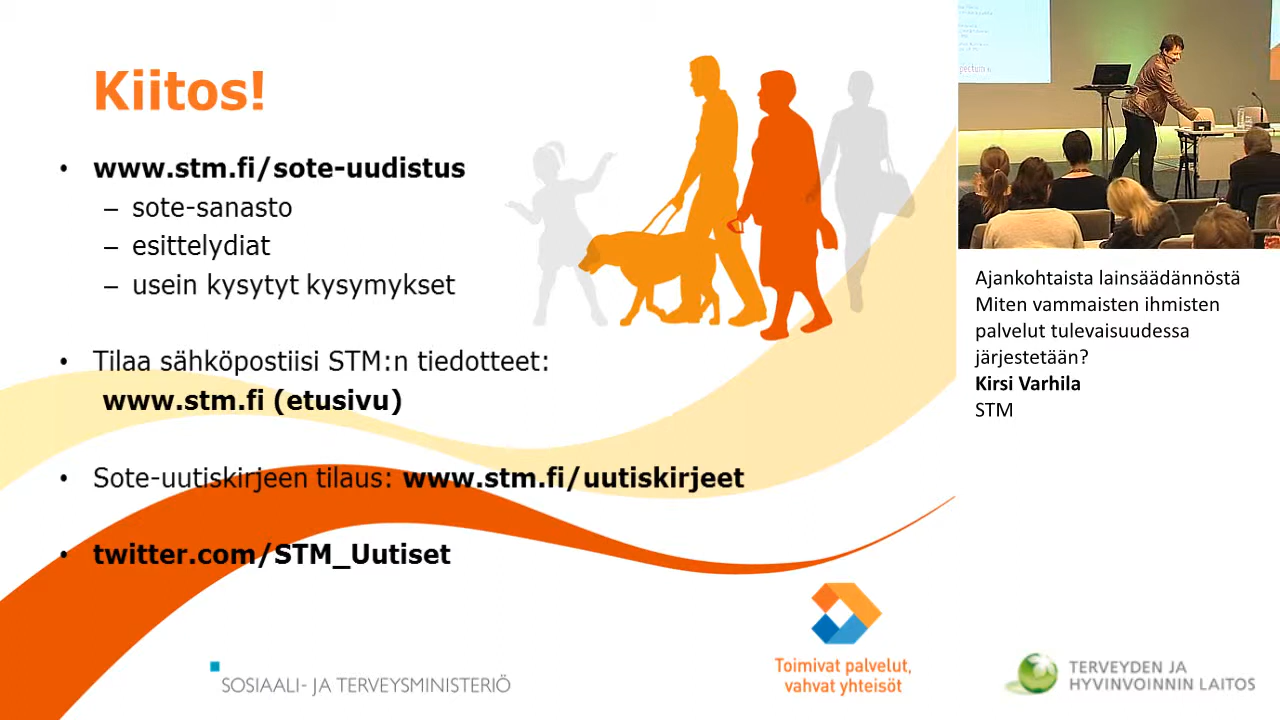 Kiitos!
• www.stm.fi/sote-uudistus
– sote-sanasto
– esittelydiat
– usein kysytyt kysymykset
• Tilaa sähköpostiisi STM:n tiedotteet:
www.stm.fi (etusivu)
• Sote-uutiskirjeen tilaus: www.stm.fi/uutiskirjeet
• twitter.com/STM_Uutiset
SOSIAALI- JA TERVEYSMINISTERIÖ
Toimivat palvelut,
vahvat yhteisöt
Ajankohtaista lainsäädännöstä
Miten vammaisten ihmisten
palvelut tulevaisuudessa
järjestetään?
Kirsi Varhila
STM
TERVEYDEN JA
HYVINVOINNIN LAITOS